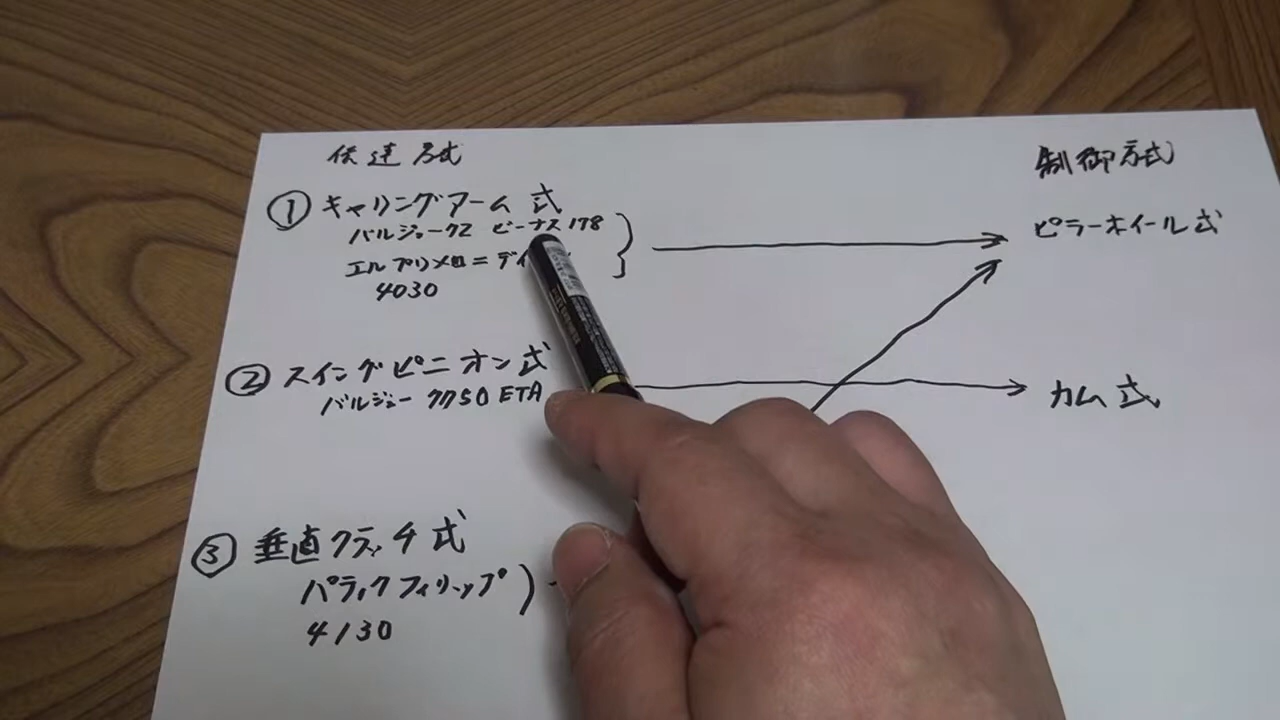 伝達方式
制御方式
① キャリングアーム式
バルジュー72 ビーナス178
エルプリメロ=デイ
4030
ピラーホイール式
② スイングピニオン式
バルジュー 7750 ETA
カム式
③ 垂直クラッチ式
パティックフィリップ
4130